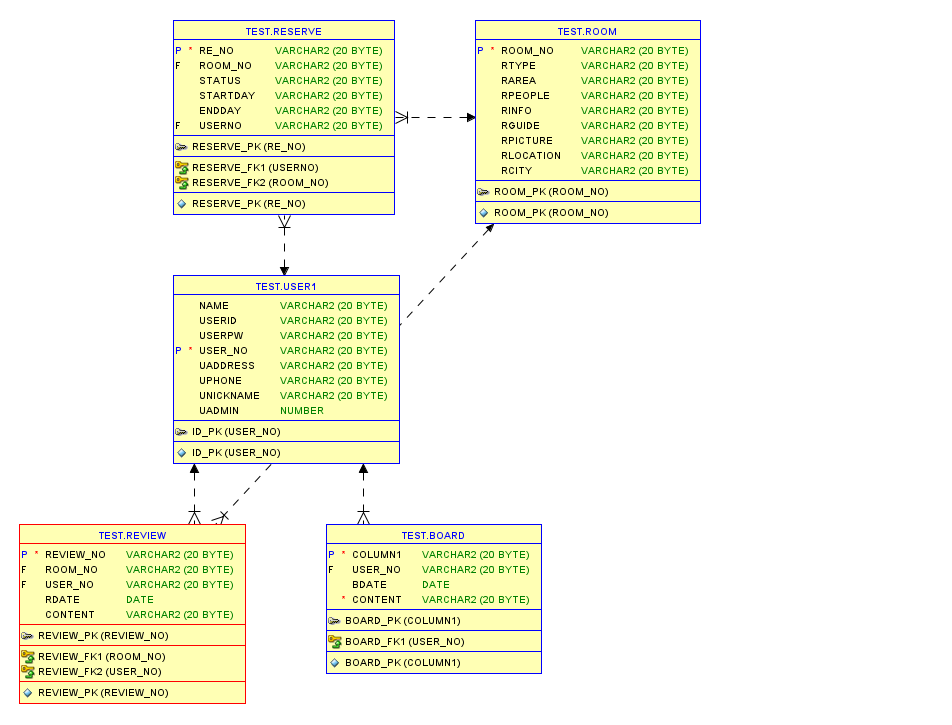 TEST.RESERVE
P * RE_NO VARCHAR2 (20 BYTE)
F ROOM_NO VARCHAR2 (20 BYTE)
STATUS VARCHAR2 (20 BYTE)
STARTDAY VARCHAR2 (20 BYTE)
ENDDAY VARCHAR2 (20 BYTE)
F USERNO VARCHAR2 (20 BYTE)
RESERVE_PK (RE_NO)
RESERVE_FK1 (USERNO)
RESERVE_FK2 (ROOM_NO)
RESERVE_PK (RE_NO)
TEST.ROOM
P * ROOM_NO VARCHAR2 (20 BYTE)
RTYPE VARCHAR2 (20 BYTE)
RAREA VARCHAR2 (20 BYTE)
RPEOPLE VARCHAR2 (20 BYTE)
RINFO VARCHAR2 (20 BYTE)
RGUIDE VARCHAR2 (20 BYTE)
RPICTURE VARCHAR2 (20 BYTE)
RLOCATION VARCHAR2 (20 BYTE)
RCITY VARCHAR2 (20 BYTE)
ROOM_PK (ROOM_NO)
ROOM_PK (ROOM_NO)
TEST.USER1
NAME VARCHAR2 (20 BYTE)
USERID VARCHAR2 (20 BYTE)
USERPW VARCHAR2 (20 BYTE)
P * USER_NO VARCHAR2 (20 BYTE)
UADDRESS VARCHAR2 (20 BYTE)
UPHONE VARCHAR2 (20 BYTE)
UNICKNAME VARCHAR2 (20 BYTE)
UADMIN NUMBER
ID_PK (USER_NO)
ID_PK (USER_NO)
TEST.REVIEW
P * REVIEW_NO VARCHAR2 (20 BYTE)
F ROOM_NO VARCHAR2 (20 BYTE)
F USER_NO VARCHAR2 (20 BYTE)
RDATE DATE
CONTENT VARCHAR2 (20 BYTE)
REVIEW_PK (REVIEW_NO)
REVIEW_FK1 (ROOM_NO)
REVIEW_FK2 (USER_NO)
REVIEW_PK (REVIEW_NO)
TEST.BOARD
P * COLUMN1 VARCHAR2 (20 BYTE)
F USER_NO VARCHAR2 (20 BYTE)
BDATE DATE
* CONTENT VARCHAR2 (20 BYTE)
BOARD_PK (COLUMN1)
BOARD_FK1 (USER_NO)
BOARD_PK (COLUMN1)